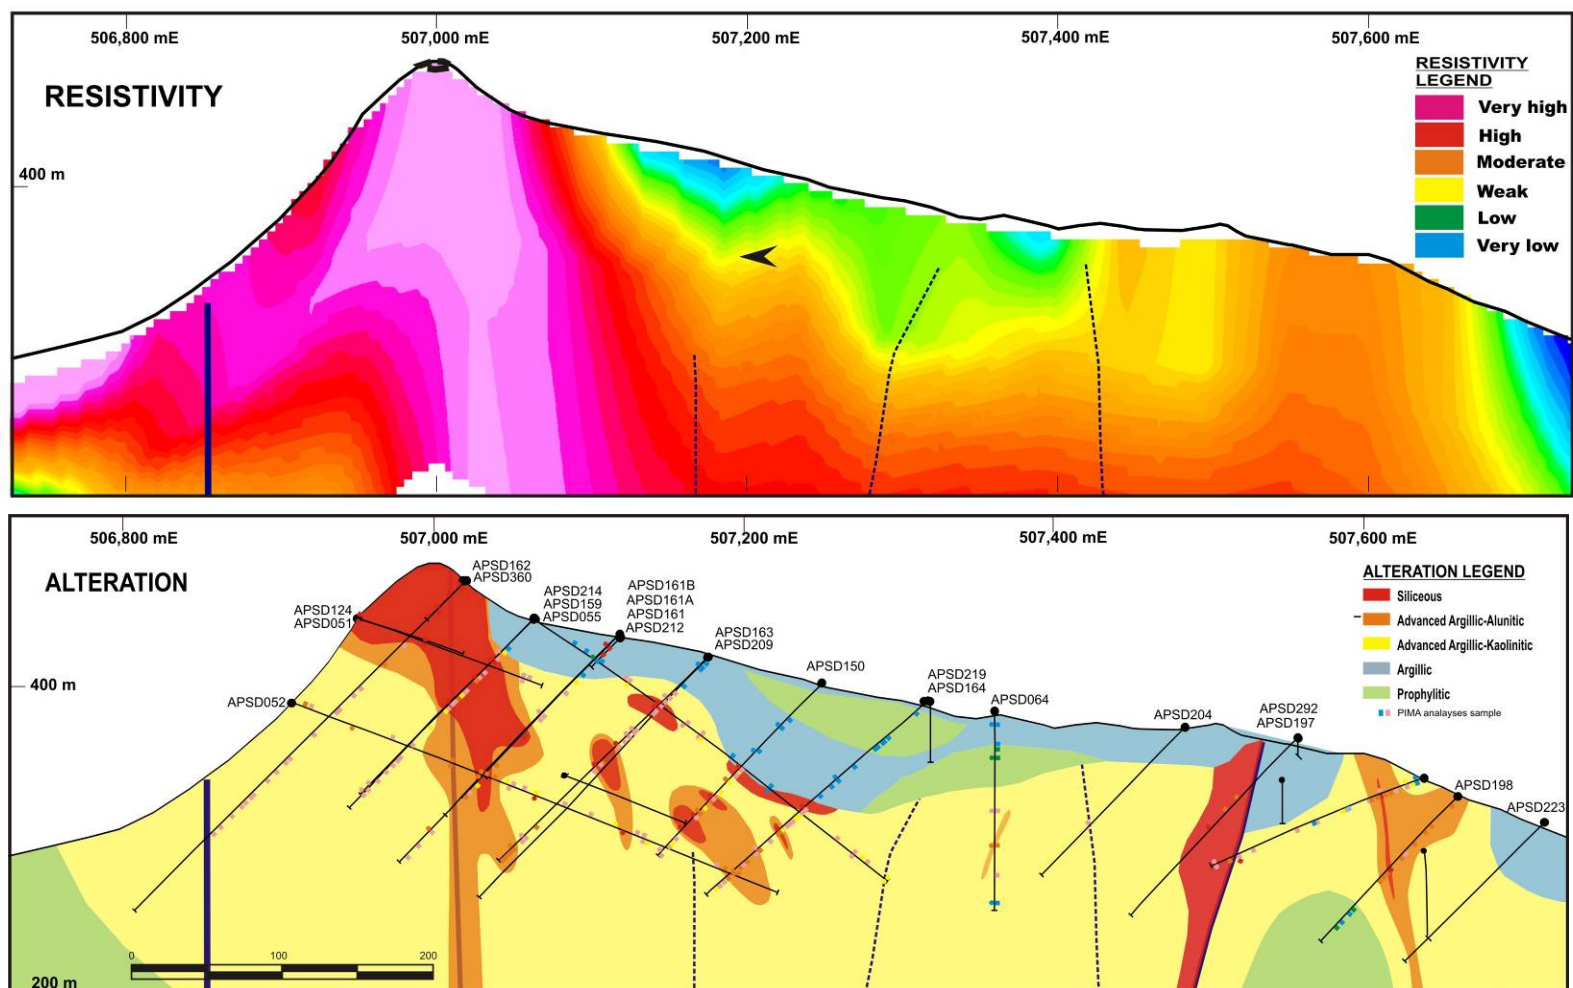 506,800 mE 507,000 mE 507,200 mE 507,400 mE 507,600 mE
RESISTIVITY
RESISTIVITY
LEGEND
Very high
High
Moderate
Weak
Low
Very low
400 m
506,800 mE 507,000 mE 507,200 mE 507,400 mE 507,600 mE
ALTERATION
ALTERATION LEGEND
Siliceous
Advanced Argillic-Alunitic
Advanced Argillic-Kaolinitic
Argillic
Prophylitic
PIMA analayses sample
APSD162
APSD360
APSD124
APSD051
APSD214
APSD159
APSD055
APSD161B
APSD161A
APSD161
APSD212
APSD163
APSD209
APSD150
APSD219
APSD164
APSD064
APSD204
APSD292
APSD197
APSD198
APSD223
APSD052
400 m
0 100 200
200 m